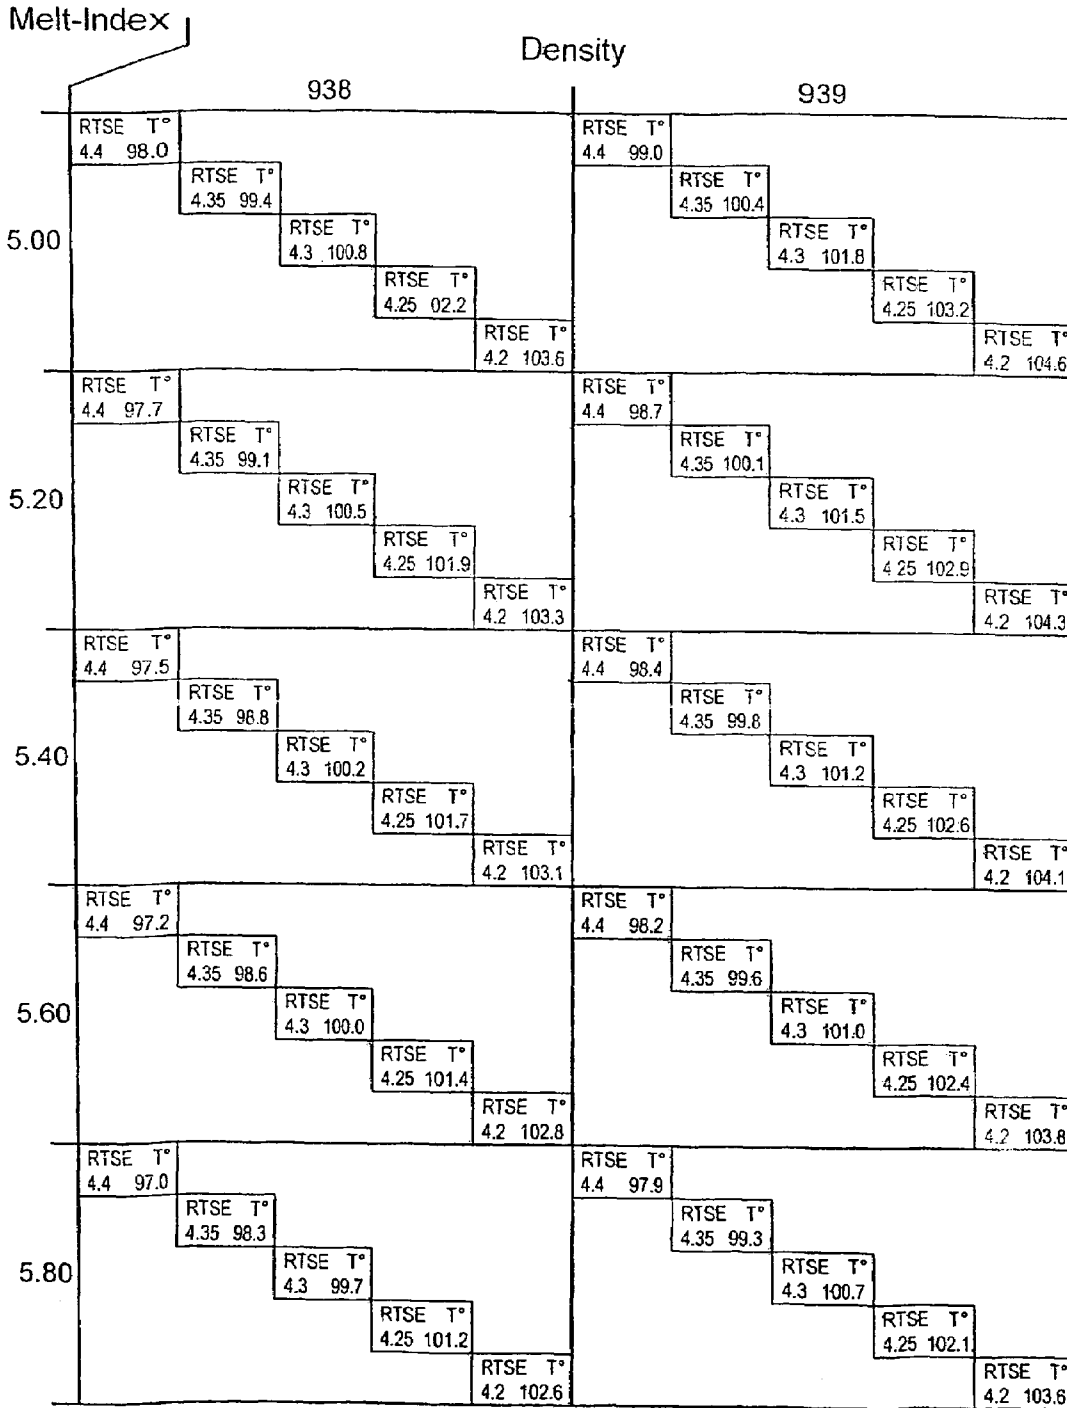 Melt-Index
Density
938
939
5.00
RTSE T°
4.4 98.0
RTSE T°
4.35 99.4
RTSE T°
4.3 100.8
RTSE T°
4.25 02.2
RTSE T°
4.2 103.6
RTSE T°
4.4 99.0
RTSE T°
4.35 100.4
RTSE T°
4.3 101.8
RTSE T°
4.25 103.2
RTSE T°
4.2 104.6
5.20
RTSE T°
4.4 97.7
RTSE T°
4.35 99.1
RTSE T°
4.3 100.5
RTSE T°
4.25 101.9
RTSE T°
4.2 103.3
RTSE T°
4.4 98.7
RTSE T°
4.35 100.1
RTSE T°
4.3 101.5
RTSE T°
4.25 102.9
RTSE T°
4.2 104.3
5.40
RTSE T°
4.4 97.5
RTSE T°
4.35 98.8
RTSE T°
4.3 100.2
RTSE T°
4.25 101.7
RTSE T°
4.2 103.1
RTSE T°
4.4 98.4
RTSE T°
4.35 99.8
RTSE T°
4.3 101.2
RTSE T°
4.25 102.6
RTSE T°
4.2 104.1
5.60
RTSE T°
4.4 97.2
RTSE T°
4.35 98.6
RTSE T°
4.3 100.0
RTSE T°
4.25 101.4
RTSE T°
4.2 102.8
RTSE T°
4.4 98.2
RTSE T°
4.35 99.6
RTSE T°
4.3 101.0
RTSE T°
4.25 102.4
RTSE T°
4.2 103.8
5.80
RTSE T°
4.4 97.0
RTSE T°
4.35 98.3
RTSE T°
4.3 99.7
RTSE T°
4.25 101.2
RTSE T°
4.2 102.6
RTSE T°
4.4 97.9
RTSE T°
4.35 99.3
RTSE T°
4.3 100.7
RTSE T°
4.25 102.1
RTSE T°
4.2 103.6